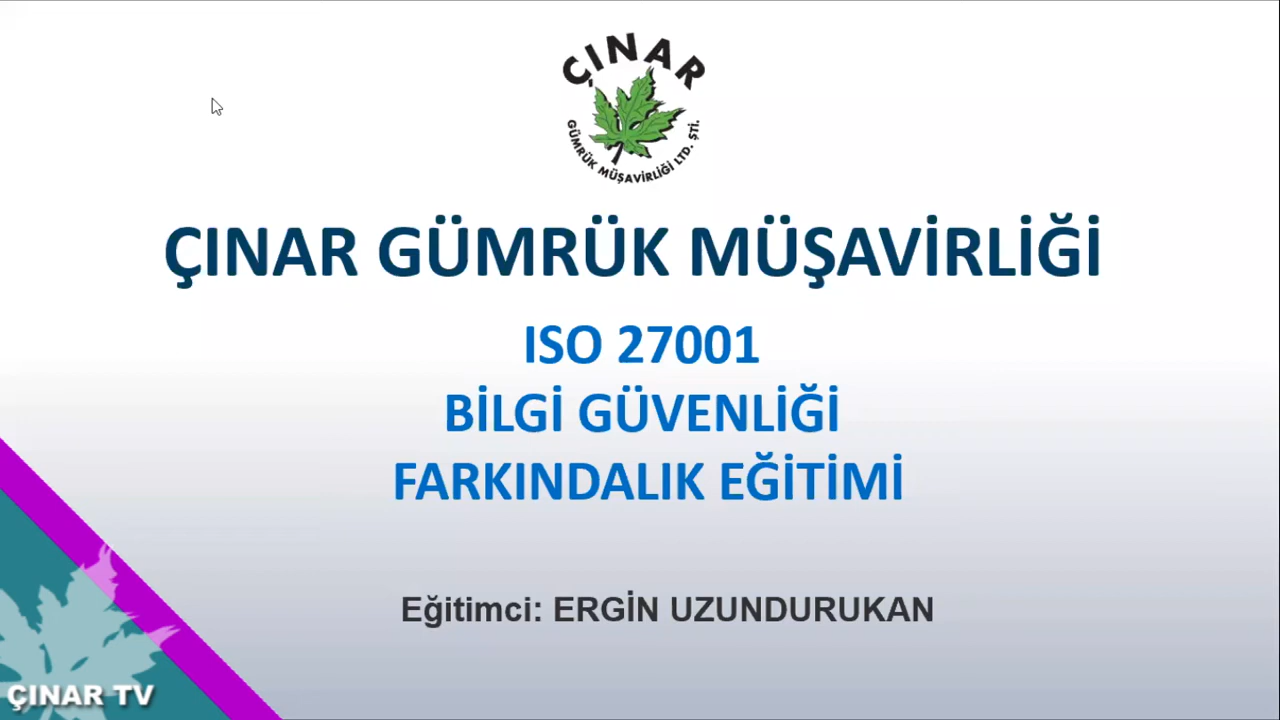 ÇINAR
GÜMRÜK MÜŞAVİRLİĞİ LTD. ŞTİ.
ÇINAR GÜMRÜK MÜŞAVİRLİĞİ
ISO 27001
BİLGİ GÜVENLİĞİ
FARKINDALIK EĞİTİMİ
Eğitimci: ERGİN UZUNDURUKAN
ÇINAR TV